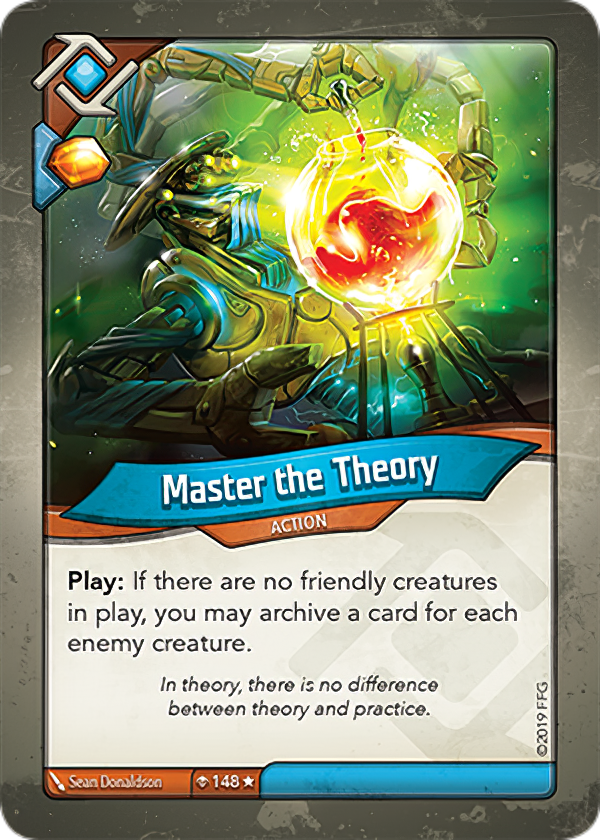 Master the Theory
ACTION
Play: If there are no friendly creatures
in play, you may archive a card for each
enemy creature.
In theory, there is no difference
between theory and practice.
©2019 FFG
Sean Donaldson
148